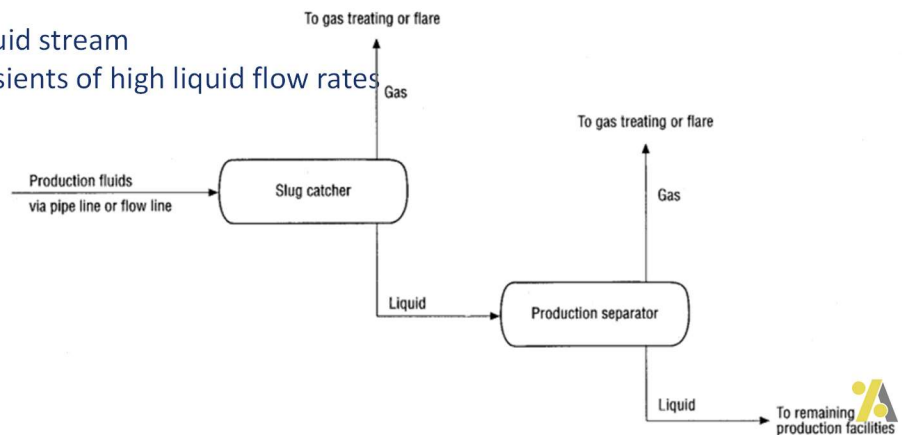 uid stream
sients of high liquid flow rates
To gas treating or flare
Gas
To gas treating or flare
Gas
Production fluids
via pipe line or flow line
Slug catcher
Liquid
Production separator
Liquid
To remaining
production facilities